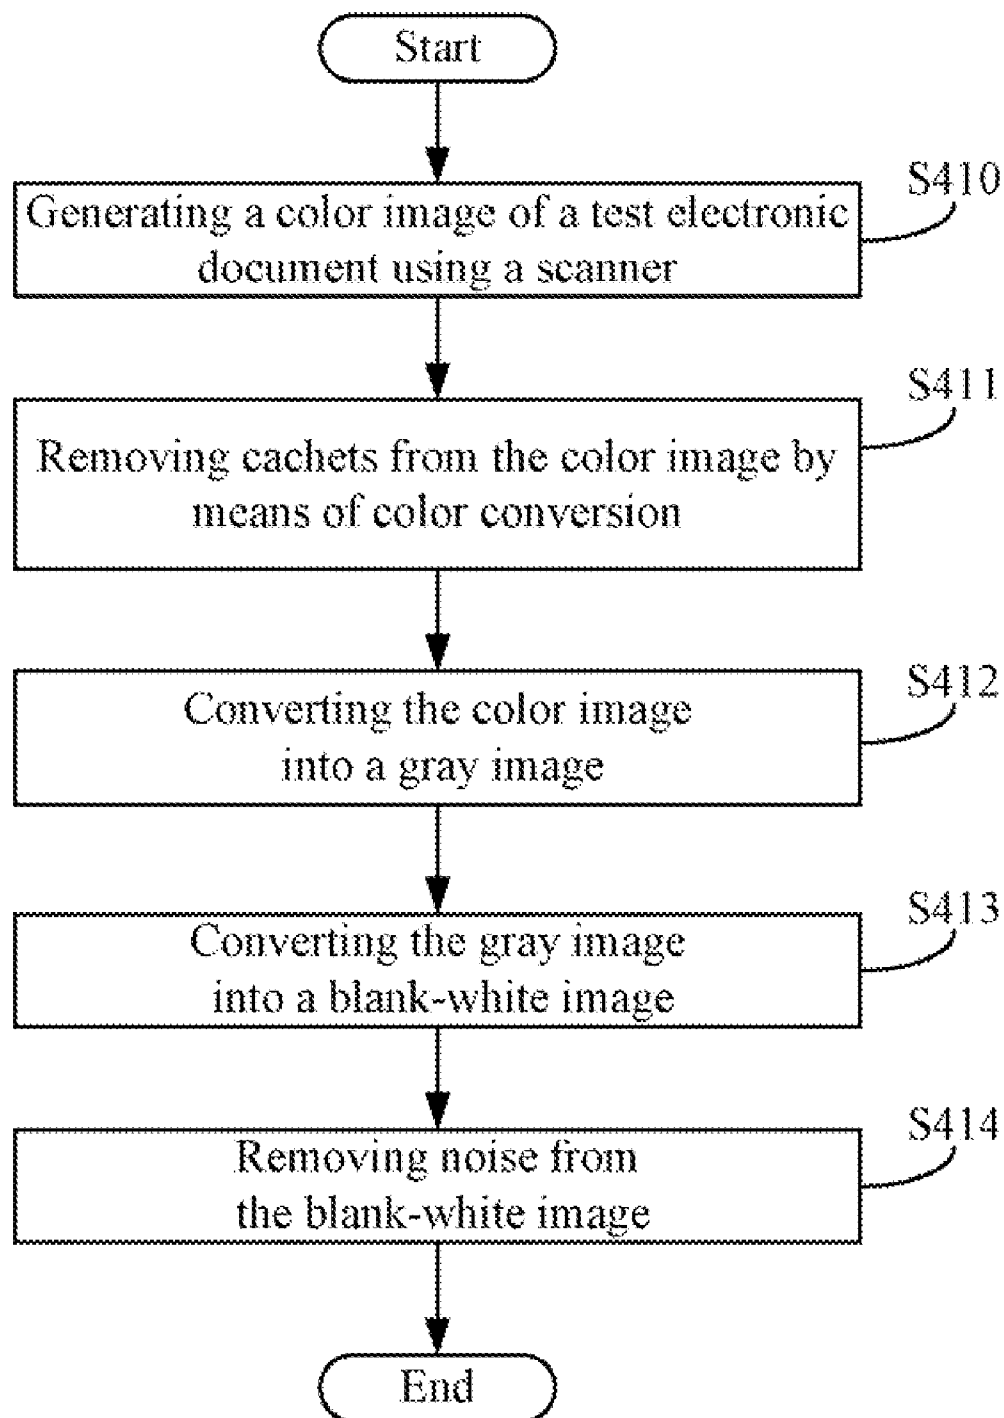 Start
S410
Generating a color image of a test electronic
document using a scanner
S411
Removing cachets from the color image by
means of color conversion
S412
Converting the color image
into a gray image
S413
Converting the gray image
into a blank-white image
S414
Removing noise from
the blank-white image
End